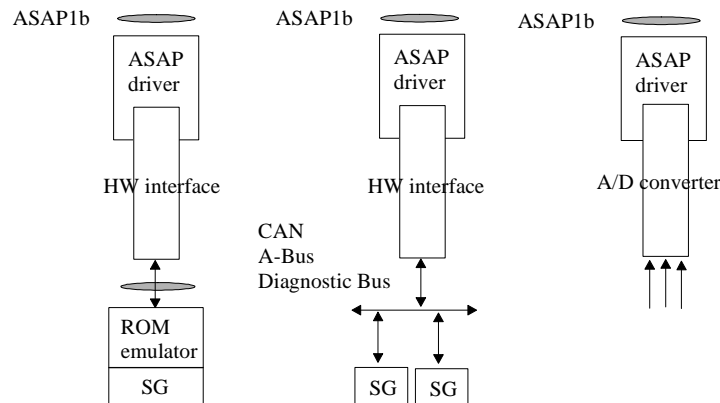 ASAP1b
ASAP
driver
HW interface
ROM
emulator
SG
ASAP1b
ASAP
driver
HW interface
CAN
A-Bus
Diagnostic Bus
SG
SG
ASAP1b
ASAP
driver
A/D converter